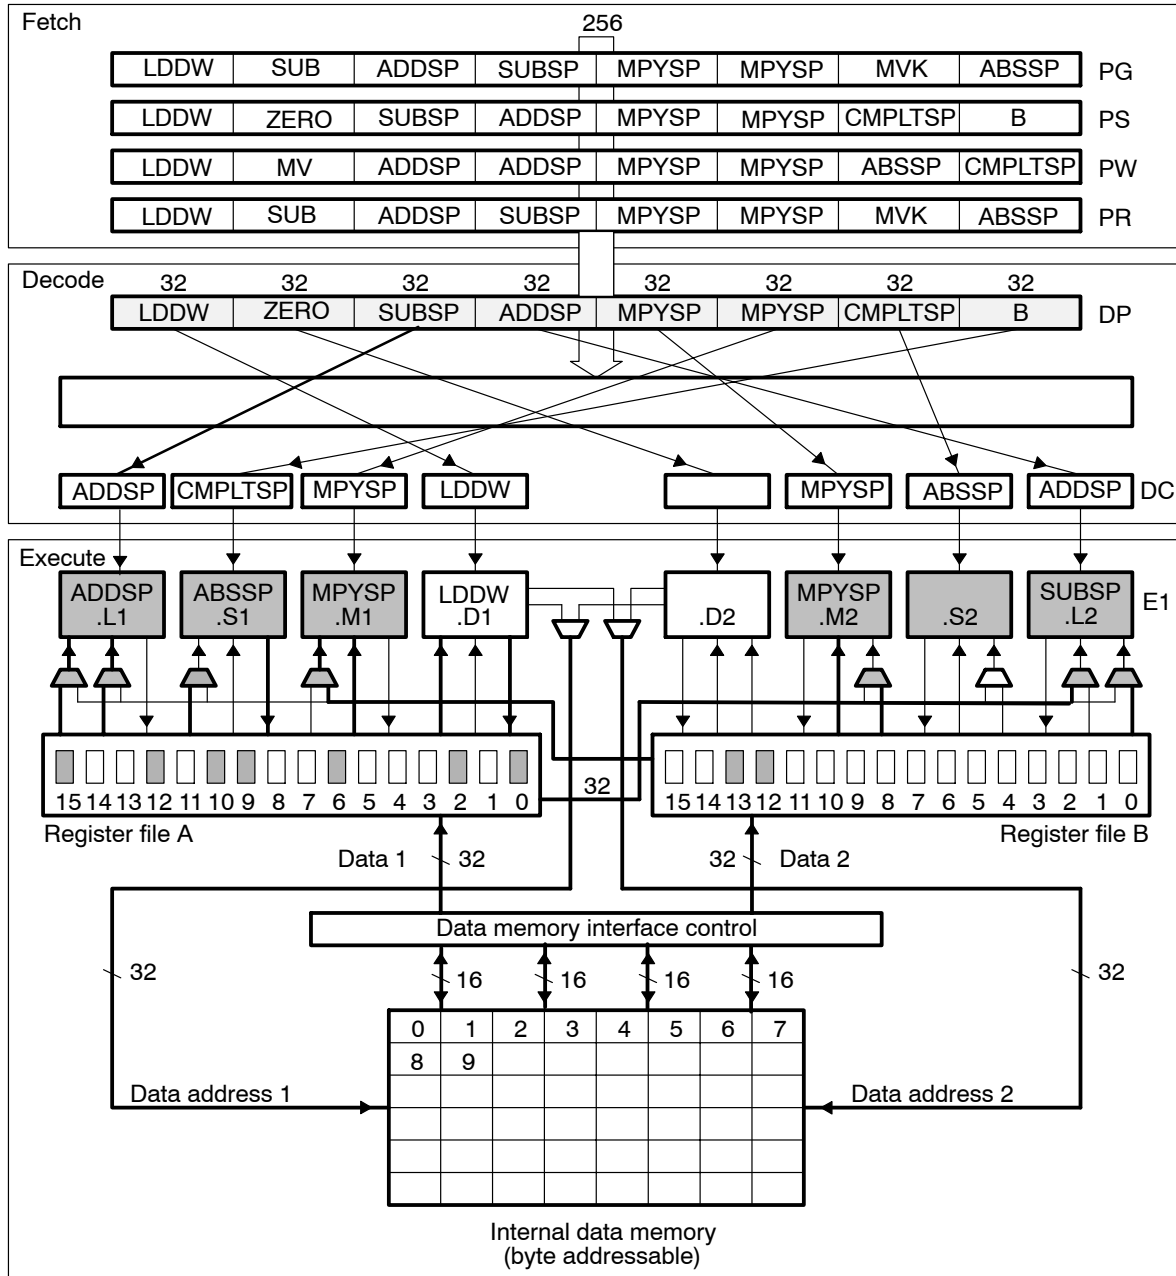 Fetch
256
LDDW SUB ADDSP SUBSP MPYSP MPYSP MVK ABSSP PG
LDDW ZERO SUBSP ADDSP MPYSP MPYSP CMPLTSP B PS
LDDW MV ADDSP ADDSP MPYSP MPYSP ABSSP CMPLTSP PW
LDDW SUB ADDSP SUBSP MPYSP MPYSP MVK ABSSP PR
Decode
32 32 32 32 32 32 32 32
LDDW ZERO SUBSP ADDSP MPYSP MPYSP CMPLTSP B DP
ADDSP CMPLTSP MPYSP LDDW MPYSP ABSSP ADDSP DC
Execute
ADDSP ABSSP MPYSP LDDW MPYSP SUBSP
.L1 .S1 .M1 .D1 .D2 .M2 .S2 .L2 E1
32
15 14 13 12 11 10 9 8 7 6 5 4 3 2 1 0
15 14 13 12 11 10 9 8 7 6 5 4 3 2 1 0
Register file A
Register file B
Data 1 32
32 Data 2
Data memory interface control
32 16 16 16 16 32
0 1 2 3 4 5 6 7
8 9
Data address 1
Data address 2
Internal data memory
(byte addressable)